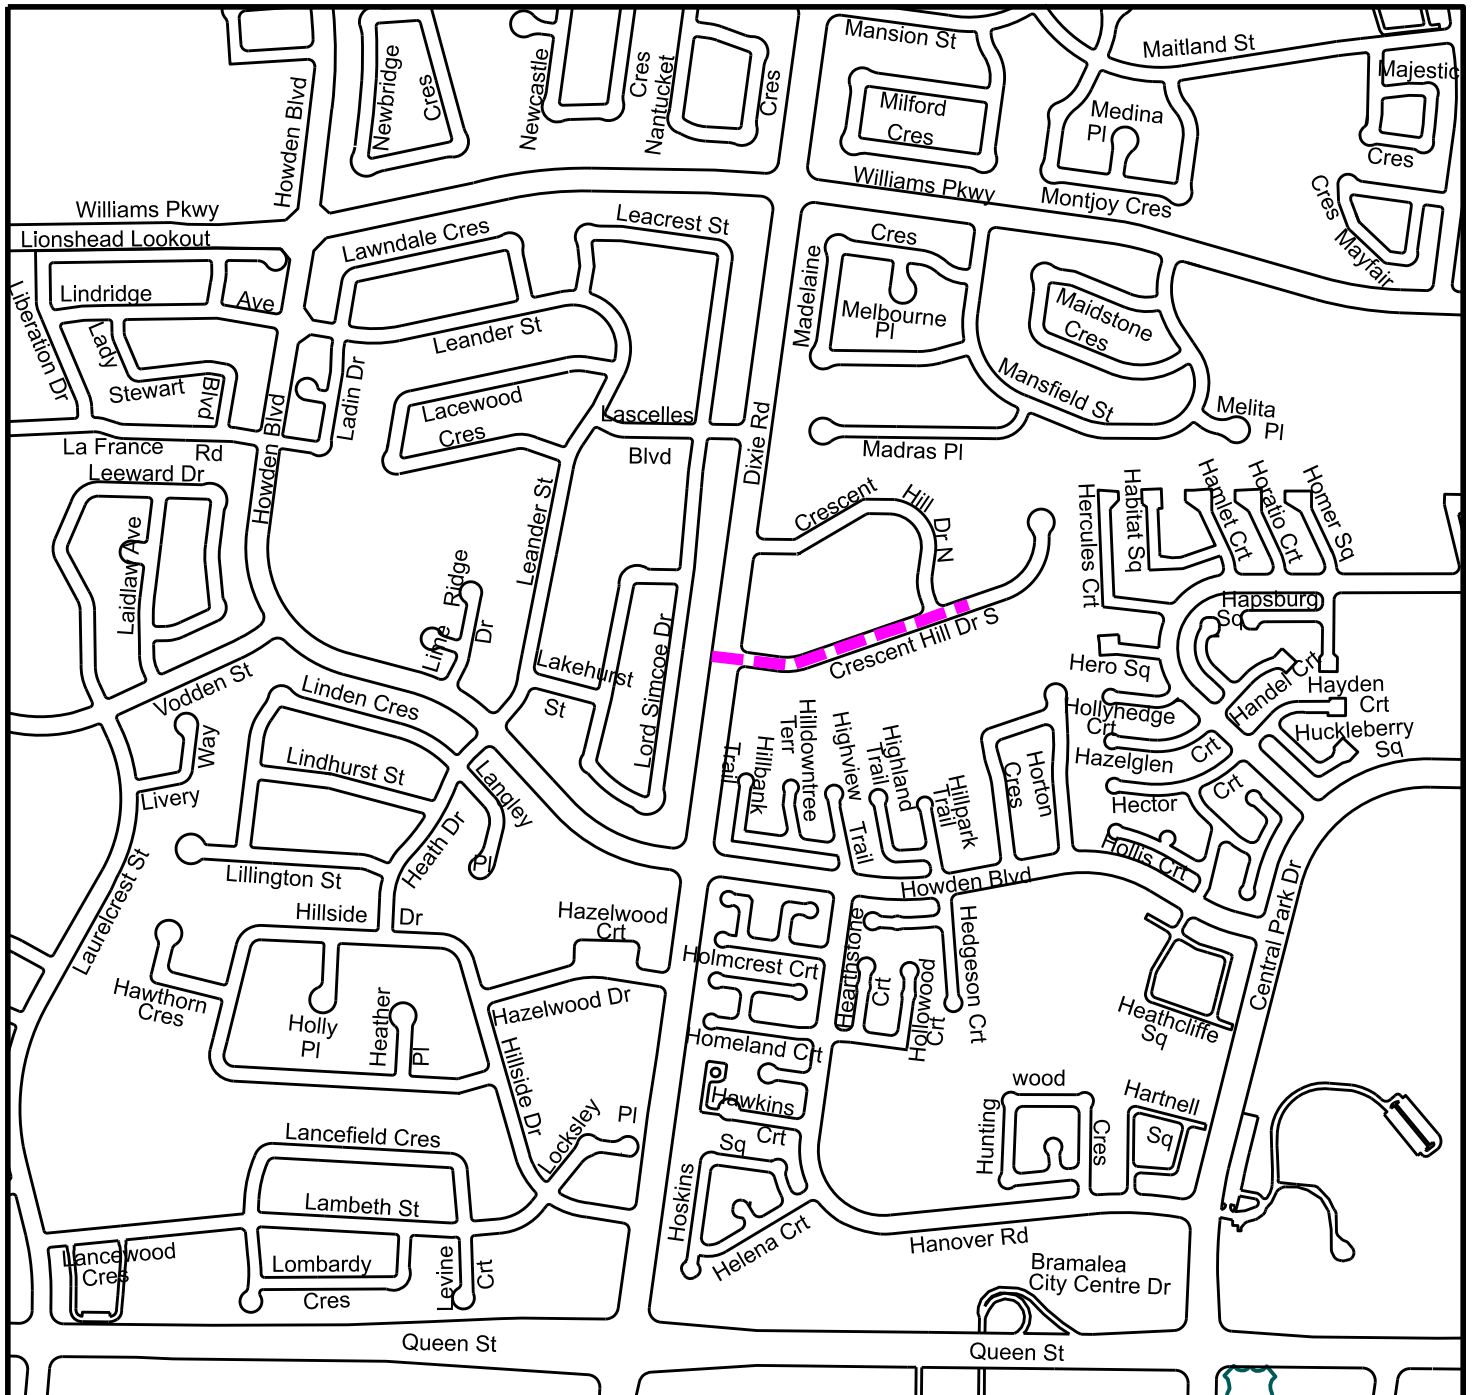 Mansion St
Maitland St
Newbridge
Cres
Newcastle
Cres
Nantucket
Cres
Majestic
Cres
Howden Blvd
Milford
Cres
Medina
Pl
Williams Pkwy
Williams Pkwy
Montjoy Cres
Cres
Mayfair
Lionshead Lookout
Lawndale Cres
Leacrest St
Cres
Madelaine
Melbourne
Pl
Maidstone
Cres
Lindridge
Ave
Liberation Dr
Lady
Stewart
Blvd
Leander St
Ladin Dr
Howden Blvd
Lacewood
Cres
Lascelles
Blvd
Dixie Rd
Mansfield St
Melita
Pl
Madras Pl
La France
Rd
Leeward Dr
Laidlaw Ave
Leander St
Crescent
Hill
Dr N
Hercules Crt
Habitat Sq
Hamlet Crt
Horatio Crt
Homer Sq
Lime
Ridge
Dr
Hapsburg
Sq
Crescent Hill Dr S
Hero Sq
Handel Crt
Hayden
Crt
Vodden St
Linden Cres
Lakehurst
St
Lord Simcoe Dr
Hollyhedge
Crt
Huckleberry
Sq
Way
Livery
Lindhurst St
Langley
Pl
Trail
Hillbank
Terr
Hilldowntree
Highview
Trail
Highland
Trail
Hillpark
Trail
Horton
Cres
Hazelglen
Crt
Hector
Crt
Hollis Crt
Heath Dr
Lillington St
Howden Blvd
Laurelcrest St
Hillside
Dr
Hazelwood
Crt
Hearthstone
Crt
Hedgeson Crt
Central Park Dr
Holmcrest Crt
Hollowood
Crt
Hawthorn
Cres
Holly
Pl
Heather
Pl
Hazelwood Dr
Hillside Dr
Homeland Crt
Heathcliffe
Sq
Hawkins
Crt
Hunting
wood
Cres
Hartnell
Sq
Locksley
Pl
Lancefield Cres
Sq
Hoskins
Lambeth St
Helena Crt
Hanover Rd
Lancewood
Cres
Lombardy
Cres
Levine
Crt
Bramalea
City Centre Dr
Queen St
Queen St